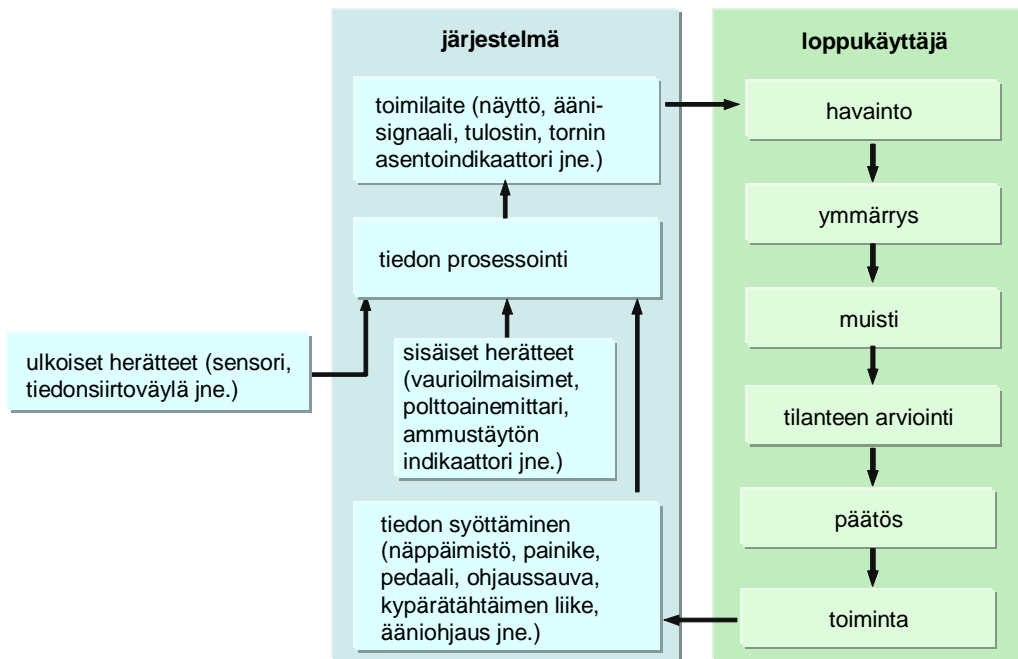 järjestelmä
toimilaite (näyttö, ääni-
signaali, tulostin, tornin
asentoindikaattori jne.)
tiedon prosessointi
ulkoiset herätteet (sensori,
tiedonsiirtoväylä jne.)
sisäiset herätteet
(vaurioilmaisimet,
polttoainemittari,
ammustäytön
indikaattori jne.)
tiedon syöttäminen
(näppäimistö, painike,
pedaali, ohjaussauva,
kypärätähtäimen liike,
ääniohjaus jne.)
loppukäyttäjä
havainto
ymmärrys
muisti
tilanteen arviointi
päätös
toiminta